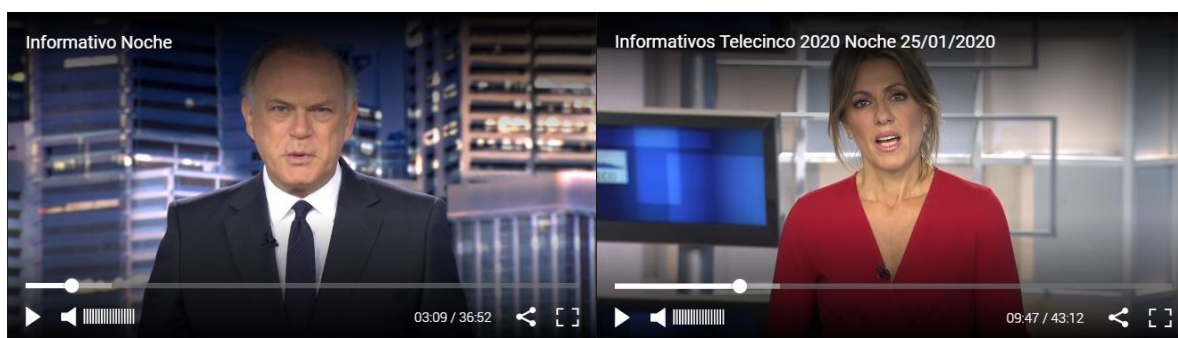 Informativo Noche
03:09 / 36:52
Informativos Telecinco 2020 Noche 25/01/2020
09:47 / 43:12